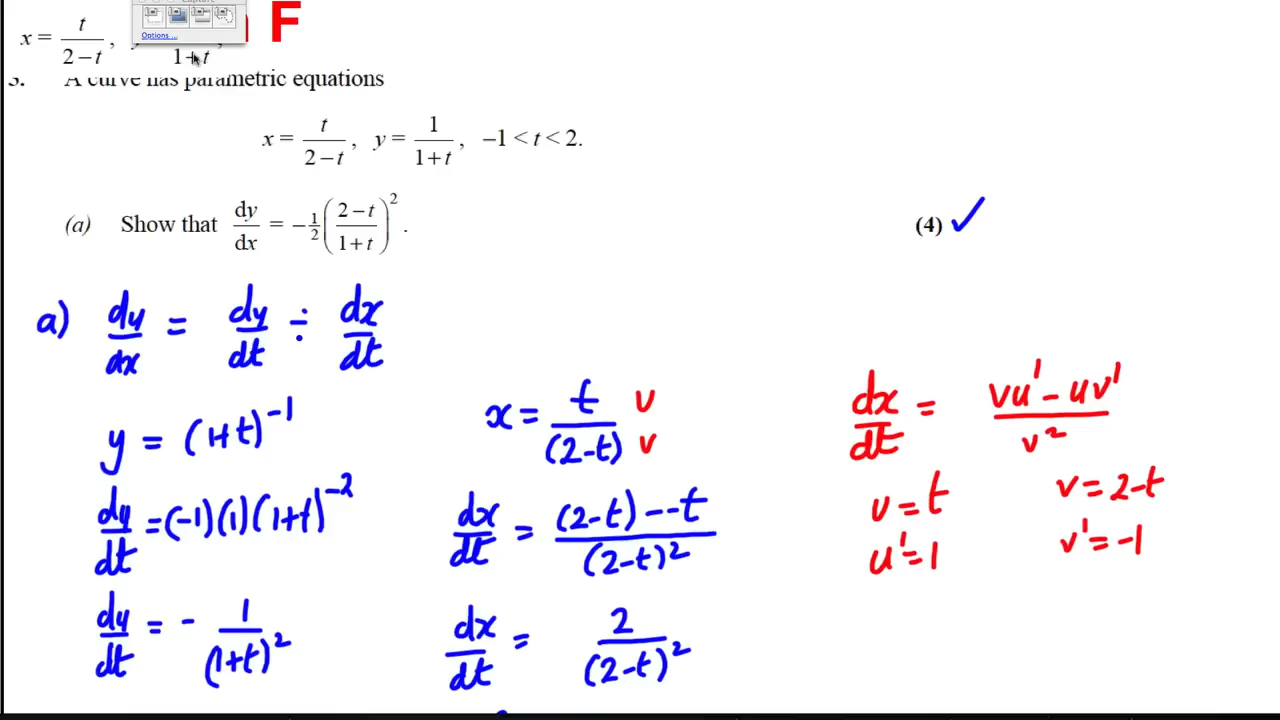 F
x = t/(2−t) ,
1+t
Options...
A curve has parametric equations
x = t/(2−t) , y = 1/(1+t) , −1 < t < 2.
(a) Show that dy/dx = −½((2−t)/(1+t))² . (4) ✓
a) dy/dx = dy/dt ÷ dx/dt
y = (1+t)⁻¹
x = t/(2-t) v v
dx/dt = (vu' - uv')/v²
v = t v = 2-t
dy/dt = (-1)(1)(1+t)⁻²
dx/dt = ((2-t) - -t)/(2-t)²
u' = 1 v' = -1
dy/dt = - 1/(1+t)²
dx/dt = 2/(2-t)²